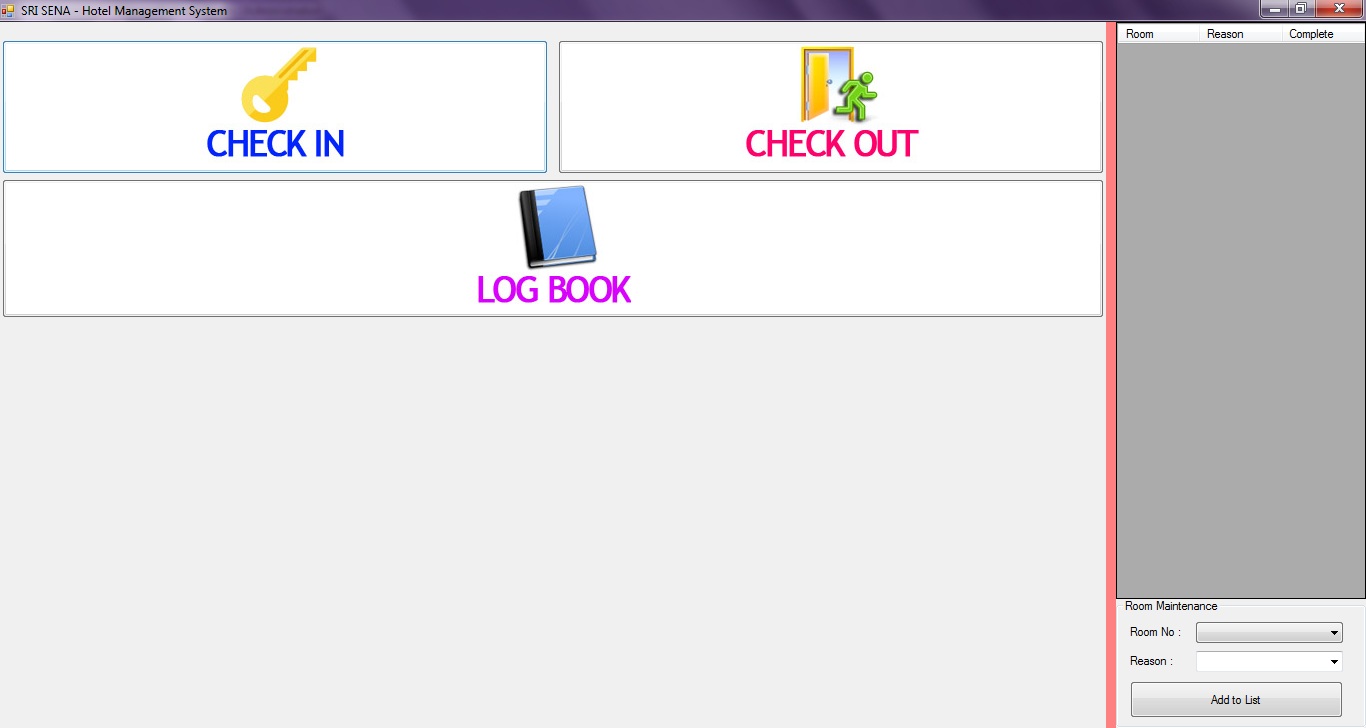 SRI SENA - Hotel Management System
CHECK IN
CHECK OUT
LOG BOOK
Room Reason Complete
Room Maintenance
Room No :
Reason :
Add to List